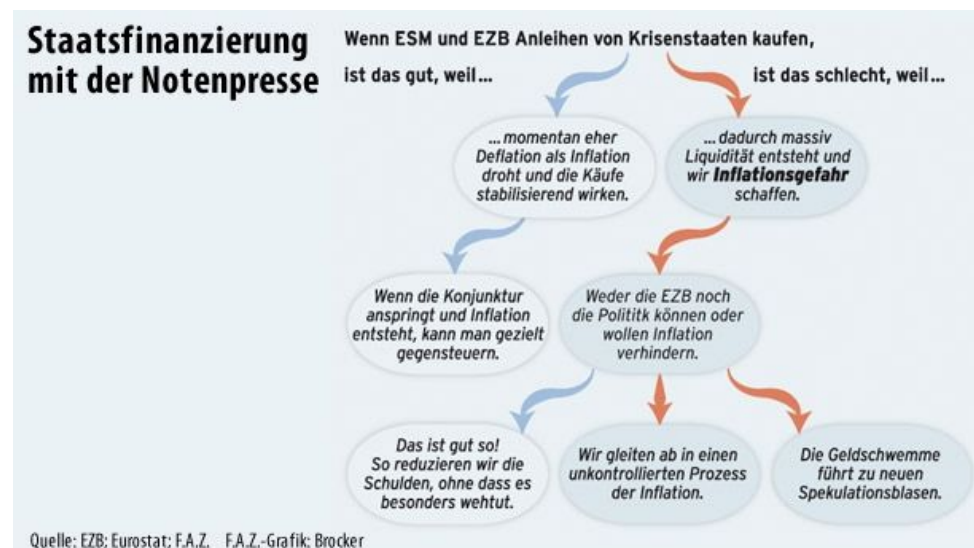 Staatsfinanzierung
mit der Notenpresse
Wenn ESM und EZB Anleihen von Krisenstaaten kaufen,
ist das gut, weil...
ist das schlecht, weil...
...momentan eher
Deflation als Inflation
droht und die Käufe
stabilisierend wirken.
...dadurch massiv
Liquidität entsteht und
wir Inflationsgefahr
schaffen.
Wenn die Konjunktur
anspringt und Inflation
entsteht, kann man gezielt
gegensteuern.
Weder die EZB noch
die Polititk können oder
wollen Inflation
verhindern.
Das ist gut so!
So reduzieren wir die
Schulden, ohne dass es
besonders wehtut.
Wir gleiten ab in einen
unkontrollierten Prozess
der Inflation.
Die Geldschwemme
führt zu neuen
Spekulationsblasen.
Quelle: EZB; Eurostat; F.A.Z. F.A.Z.-Grafik: Brocker